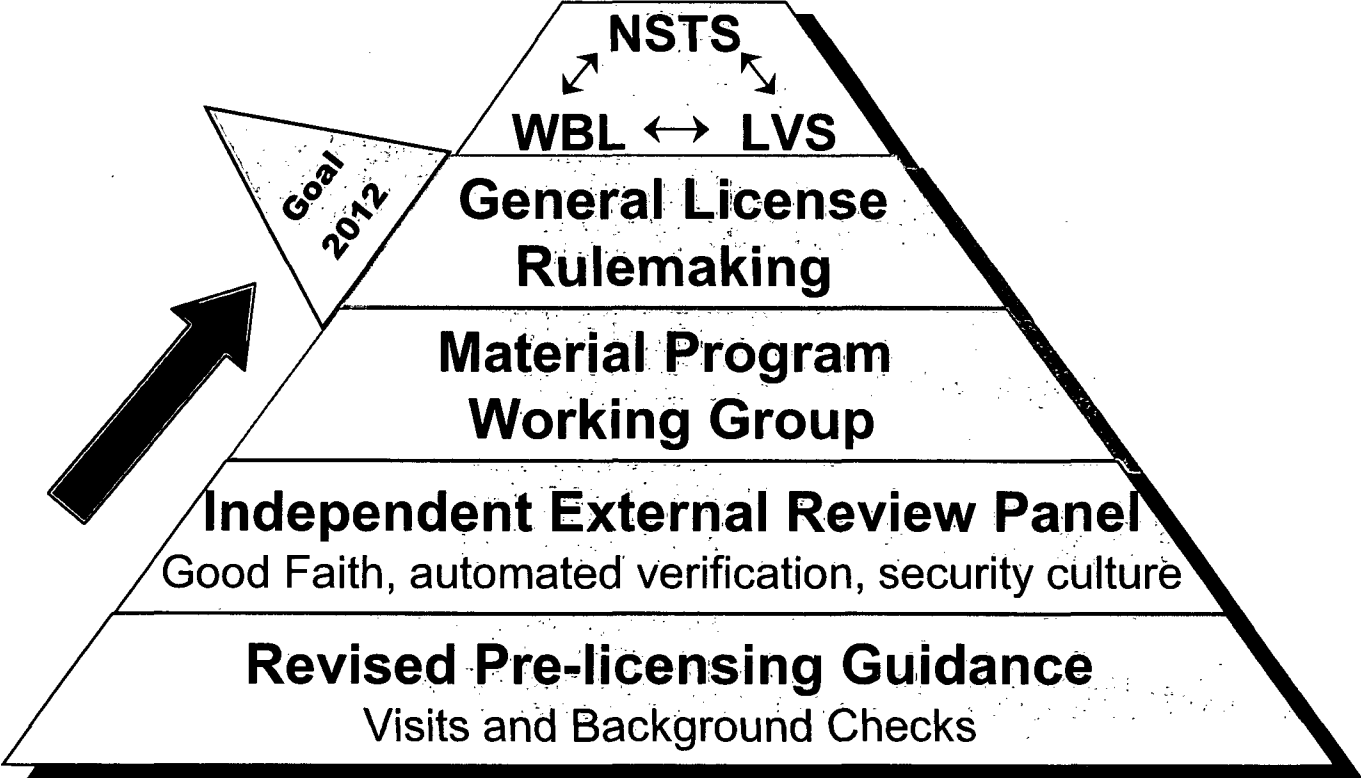 NSTS
WBL LVS
Goal
2012
General License
Rulemaking
Material Program
Working Group
Independent External Review Panel
Good Faith, automated verification, security culture
Revised Pre-licensing Guidance
Visits and Background Checks